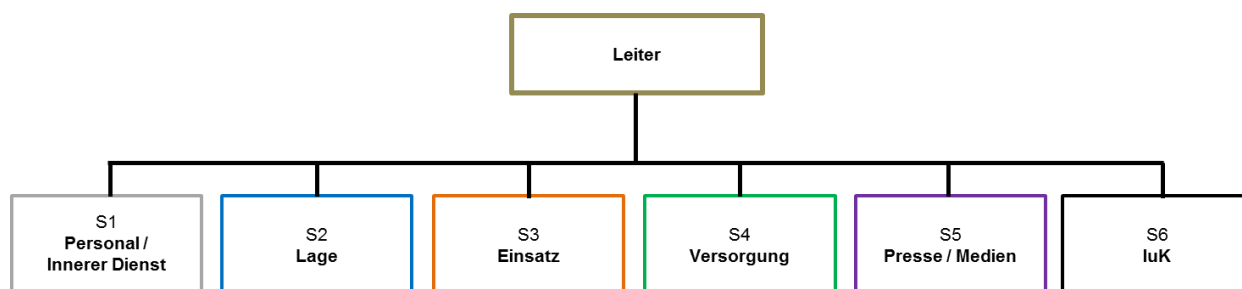 Leiter
S1
Personal /
Innerer Dienst
S2
Lage
S3
Einsatz
S4
Versorgung
S5
Presse / Medien
S6
IuK